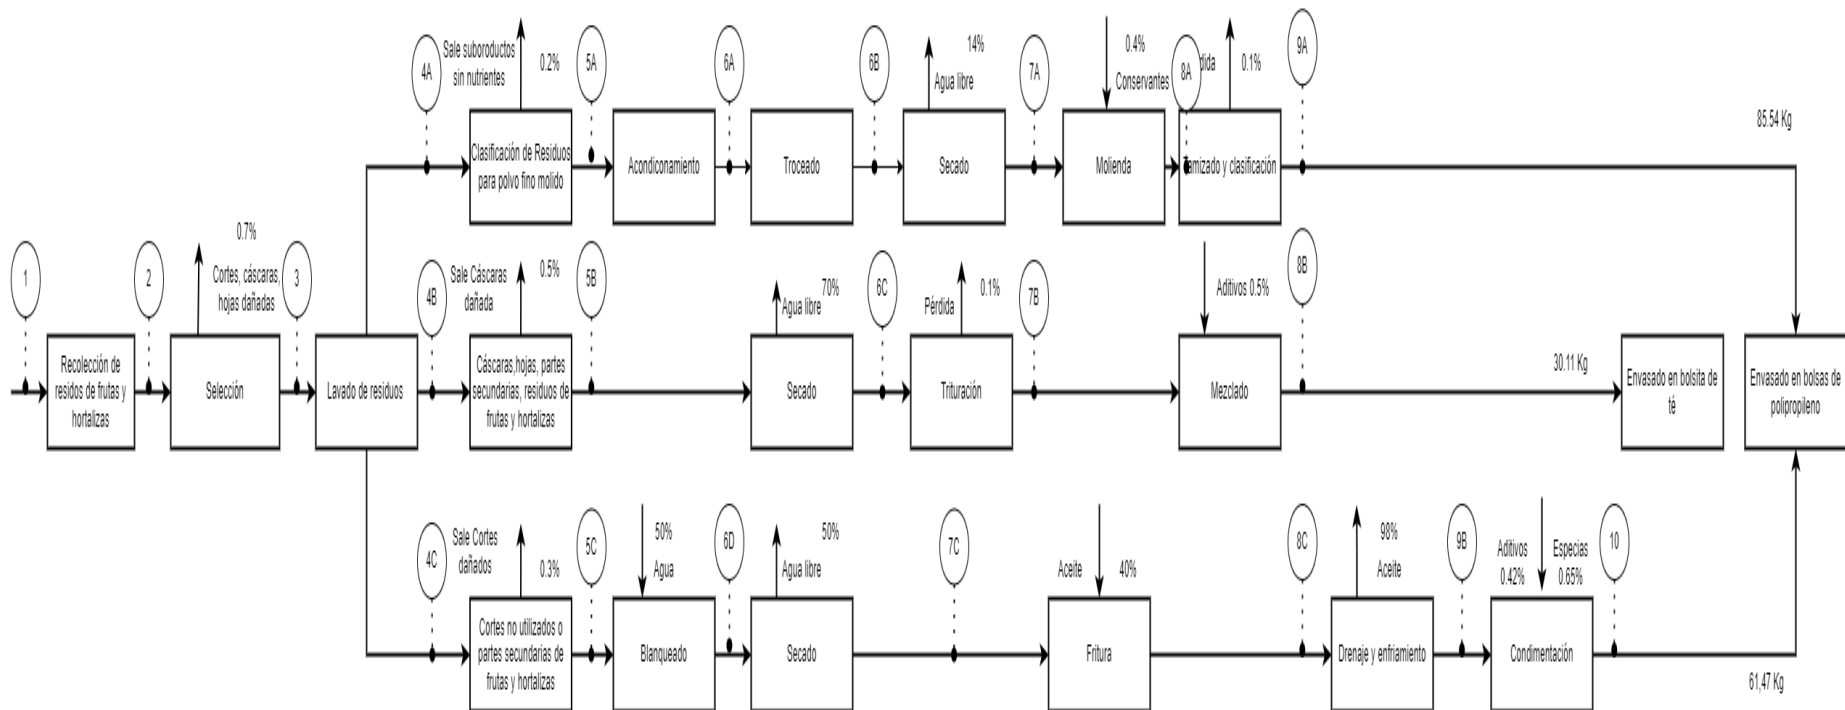 4A
Sale suboroductos
sin nutrientes
0.2%
5A
6A
6B
14%
Agua libre
7A
0.4%
Conservantes
8A
dida
0.1%
9A
Clasificación de Residuos
para polvo fino molido
Acondiconamiento
Troceado
Secado
Molienda
Tamizado y clasificación
85.54 Kg
1
2
0.7%
Cortes, cáscaras,
hojas dañadas
3
4B
Sale Cáscaras
dañada
0.5%
5B
70%
Agua libre
6C
Pérdida
0.1%
7B
Aditivos 0.5%
8B
Recolección de
residos de frutas y
hortalizas
Selección
Lavado de residuos
Cáscaras,hojas, partes
secundarias, residuos de
frutas y hortalizas
Secado
Trituración
Mezclado
30.11 Kg
Envasado en bolsita de
té
Envasado en bolsas de
polipropileno
4C
Sale Cortes
dañados
0.3%
5C
50%
Agua
6D
50%
Agua libre
7C
Aceite
40%
8C
98%
Aceite
9B
Aditivos
0.42%
Especias
0.65%
10
Cortes no utilizados o
partes secundarias de
frutas y hortalizas
Blanqueado
Secado
Fritura
Drenaje y enfriamiento
Condimentación
61,47 Kg